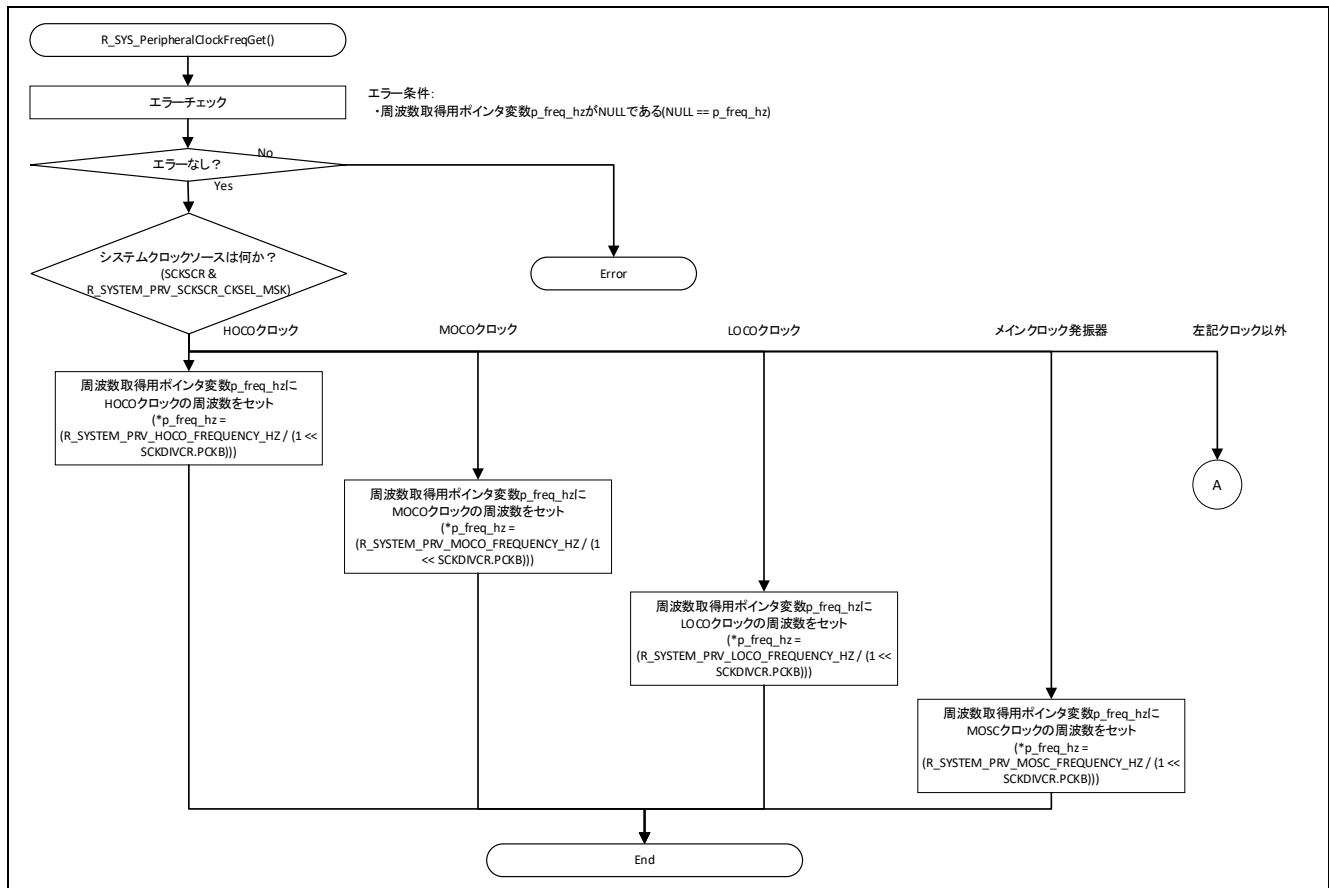 R_SYS_PeripheralClockFreqGet()
エラーチェック
エラー条件:
・周波数取得用ポインタ変数p_freq_hzがNULLである(NULL == p_freq_hz)
エラーなし？
No
Yes
システムクロックソースは何か？
(SCKSCR &
R_SYSTEM_PRV_SCKSCR_CKSEL_MSK)
Error
HOCOクロック
MOCOクロック
LOCOクロック
メインクロック発振器
左記クロック以外
周波数取得用ポインタ変数p_freq_hzに
HOCOクロックの周波数をセット
(*p_freq_hz =
(R_SYSTEM_PRV_HOCO_FREQUENCY_HZ / (1 <<
SCKDIVCR.PCKB)))
周波数取得用ポインタ変数p_freq_hzに
MOCOクロックの周波数をセット
(*p_freq_hz =
(R_SYSTEM_PRV_MOCO_FREQUENCY_HZ / (1
<< SCKDIVCR.PCKB)))
A
周波数取得用ポインタ変数p_freq_hzに
LOCOクロックの周波数をセット
(*p_freq_hz =
(R_SYSTEM_PRV_LOCO_FREQUENCY_HZ / (1 <<
SCKDIVCR.PCKB)))
周波数取得用ポインタ変数p_freq_hzに
MOSCクロックの周波数をセット
(*p_freq_hz =
(R_SYSTEM_PRV_MOSC_FREQUENCY_HZ / (1 <<
SCKDIVCR.PCKB)))
End